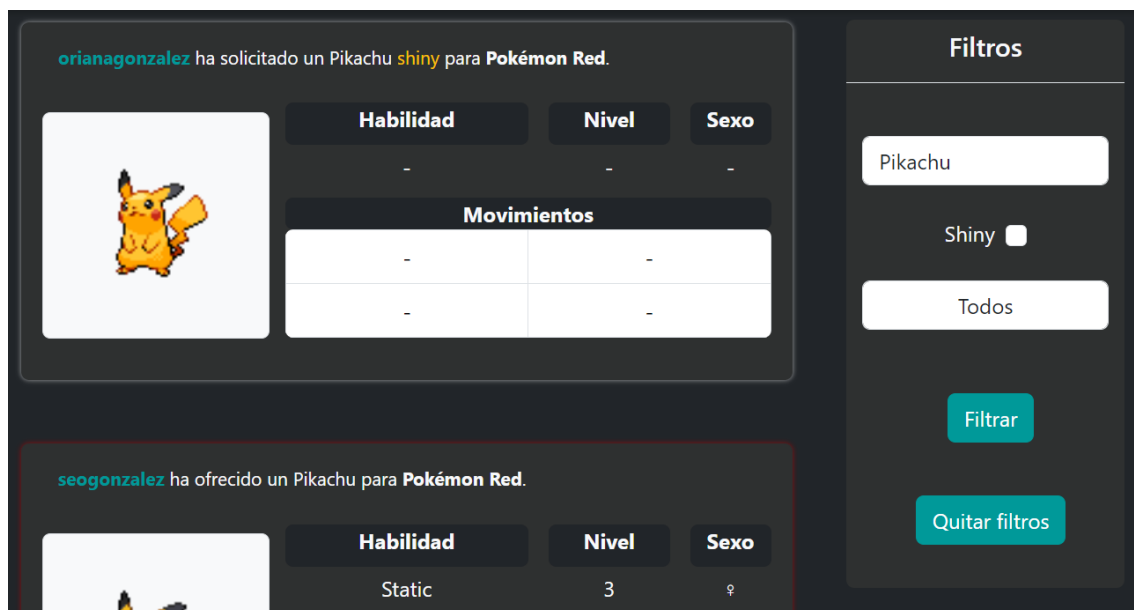 orianagonzalez ha solicitado un Pikachu shiny para Pokémon Red.
Habilidad Nivel Sexo
- - -
Movimientos
- -
- -
seogonzalez ha ofrecido un Pikachu para Pokémon Red.
Habilidad Nivel Sexo
Static 3 ♀
Filtros
Pikachu
Shiny
Todos
Filtrar
Quitar filtros